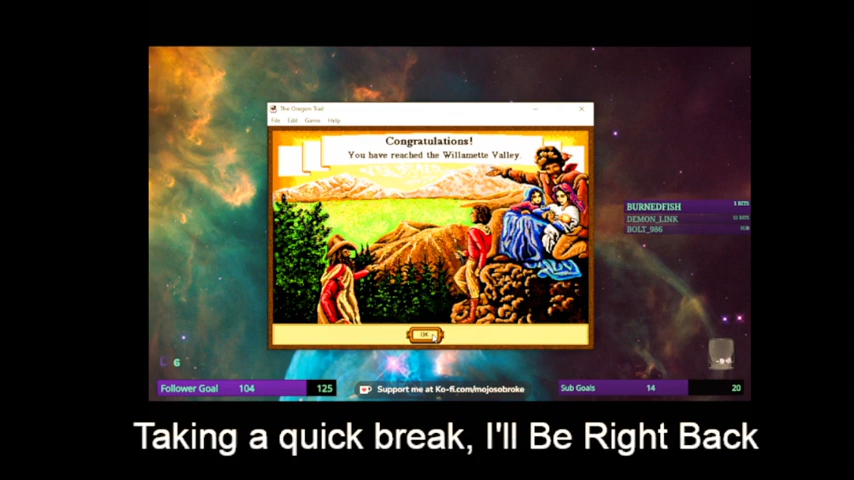 The Oregon Trail
File Edit Game Help
Congratulations!
You have reached the Willamette Valley.
BURNEDFISH
DEMON_LINK
BOLT_986
6
OK
Follower Goal 104 125
Support me at Ko-fi.com/mojosobroke
Sub Goals 14 20
Taking a quick break, I'll Be Right Back